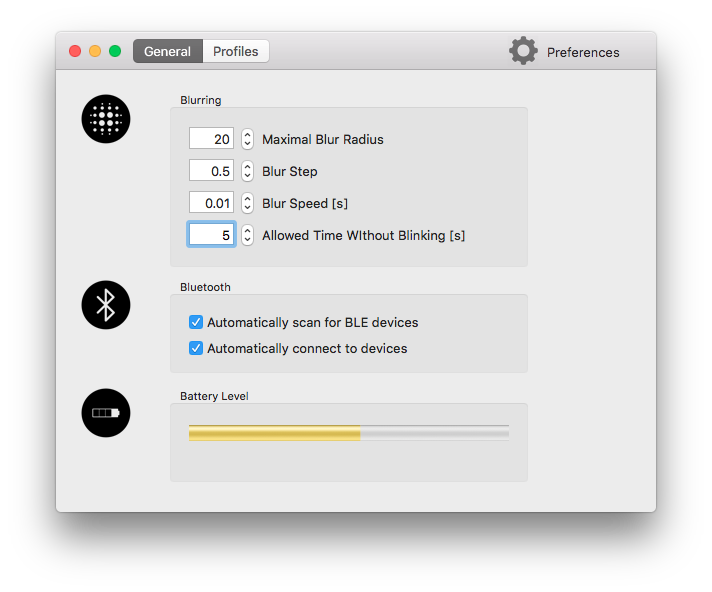 General Profiles Preferences
Blurring
20 Maximal Blur Radius
0.5 Blur Step
0.01 Blur Speed [s]
5 Allowed Time WIthout Blinking [s]
Bluetooth
Automatically scan for BLE devices
Automatically connect to devices
Battery Level